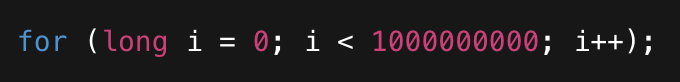 for (long i = 0; i < 1000000000; i++);